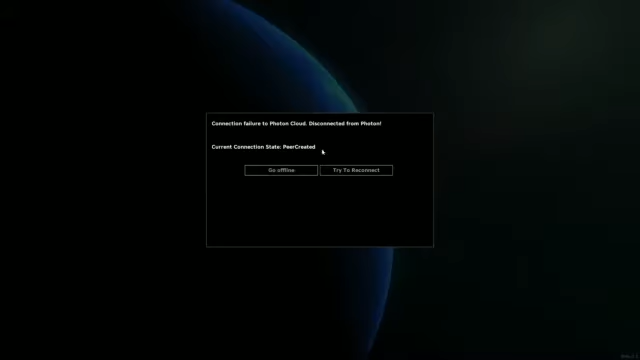 Connection failure to Photon Cloud. Disconnected from Photon!
Current Connection State: PeerCreated
Go offline
Try To Reconnect